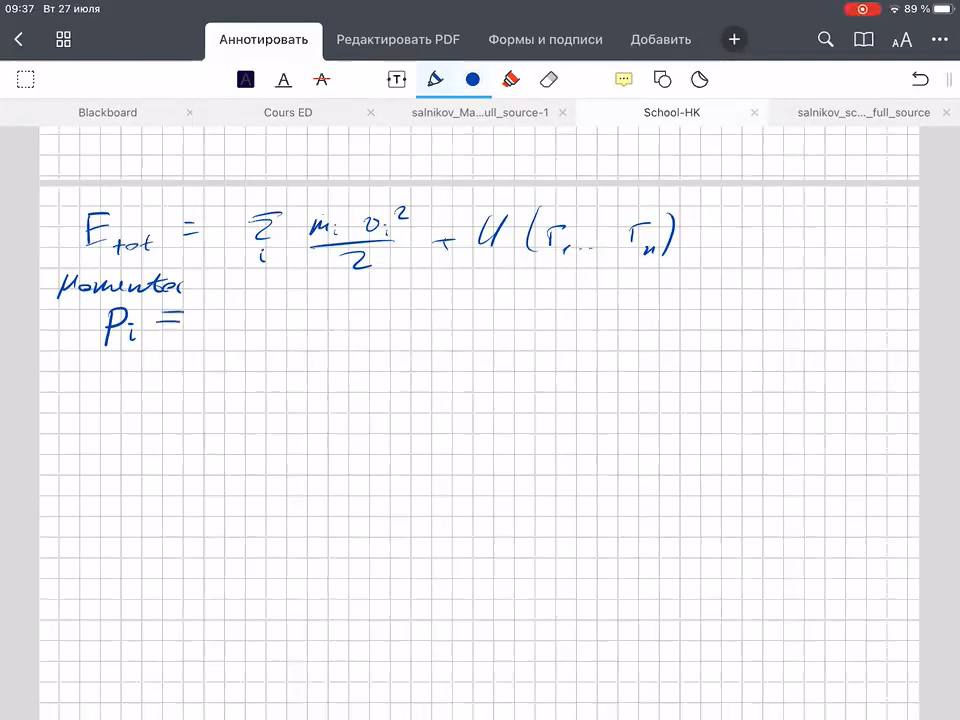 09:37 Вт 27 июля 89 %
Аннотировать Редактировать PDF Формы и подписи Добавить
Blackboard Cours ED salnikov_Ma...ull_source-1 School-HK salnikov_sc..._full_source
E_tot = Σ_i m_i v_i^2 / 2 + U (r_1 ... r_n)
Momenta
p_i =